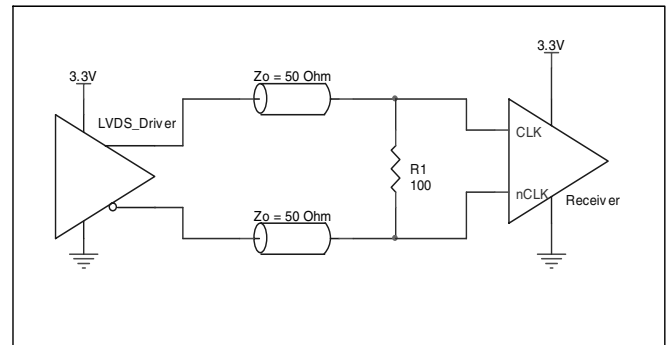 3.3V
LVDS_Driver
Zo = 50 Ohm
Zo = 50 Ohm
R1
100
3.3V
CLK
nCLK
Receiver